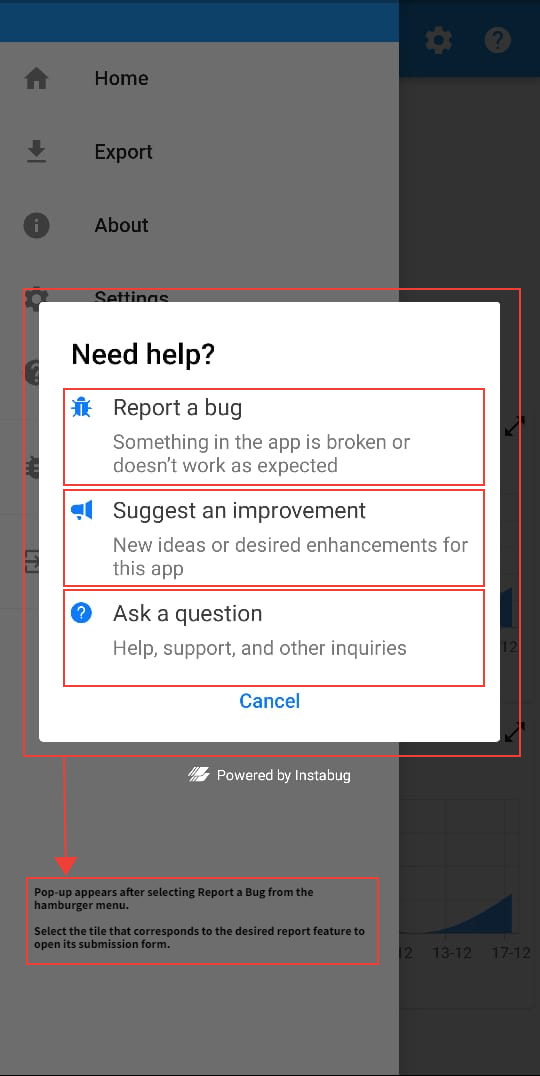 Home
Export
About
Settings
Need help?
Report a bug
Something in the app is broken or
doesn't work as expected
Suggest an improvement
New ideas or desired enhancements for
this app
Ask a question
Help, support, and other inquiries
Cancel
12
Powered by Instabug
Pop-up appears after selecting Report a Bug from the
hamburger menu.
Select the tile that corresponds to the desired report feature to
open its submission form.
12 13-12 17-12